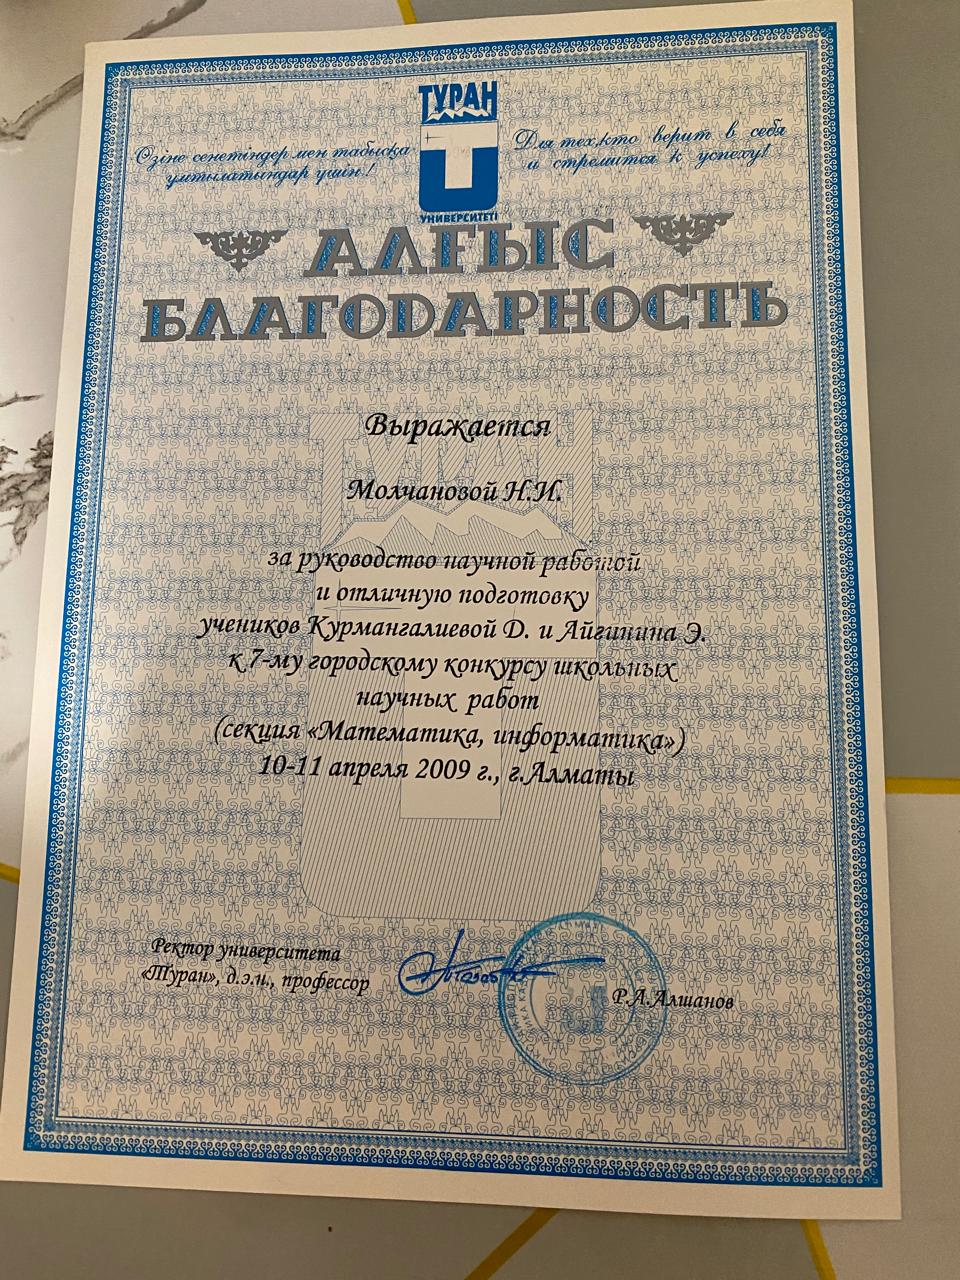 ТУРАН
УНИВЕРСИТЕТІ
Өзіне сенетіндер мен табысқа
ұмтылатындар үшін!
Для тех, кто верит в себя
и стремится к успеху!
АЛҒЫС
БЛАГОДАРНОСТЬ
Выражается
Молчановой Н.И.
за руководство научной работой
и отличную подготовку
учеников Курмангалиевой Д. и Айгинина Э.
к 7-му городскому конкурсу школьных
научных работ
(секция «Математика, информатика»)
10-11 апреля 2009 г., г.Алматы
Ректор университета
«Туран», д.э.н., профессор
Р.А.Алшанов